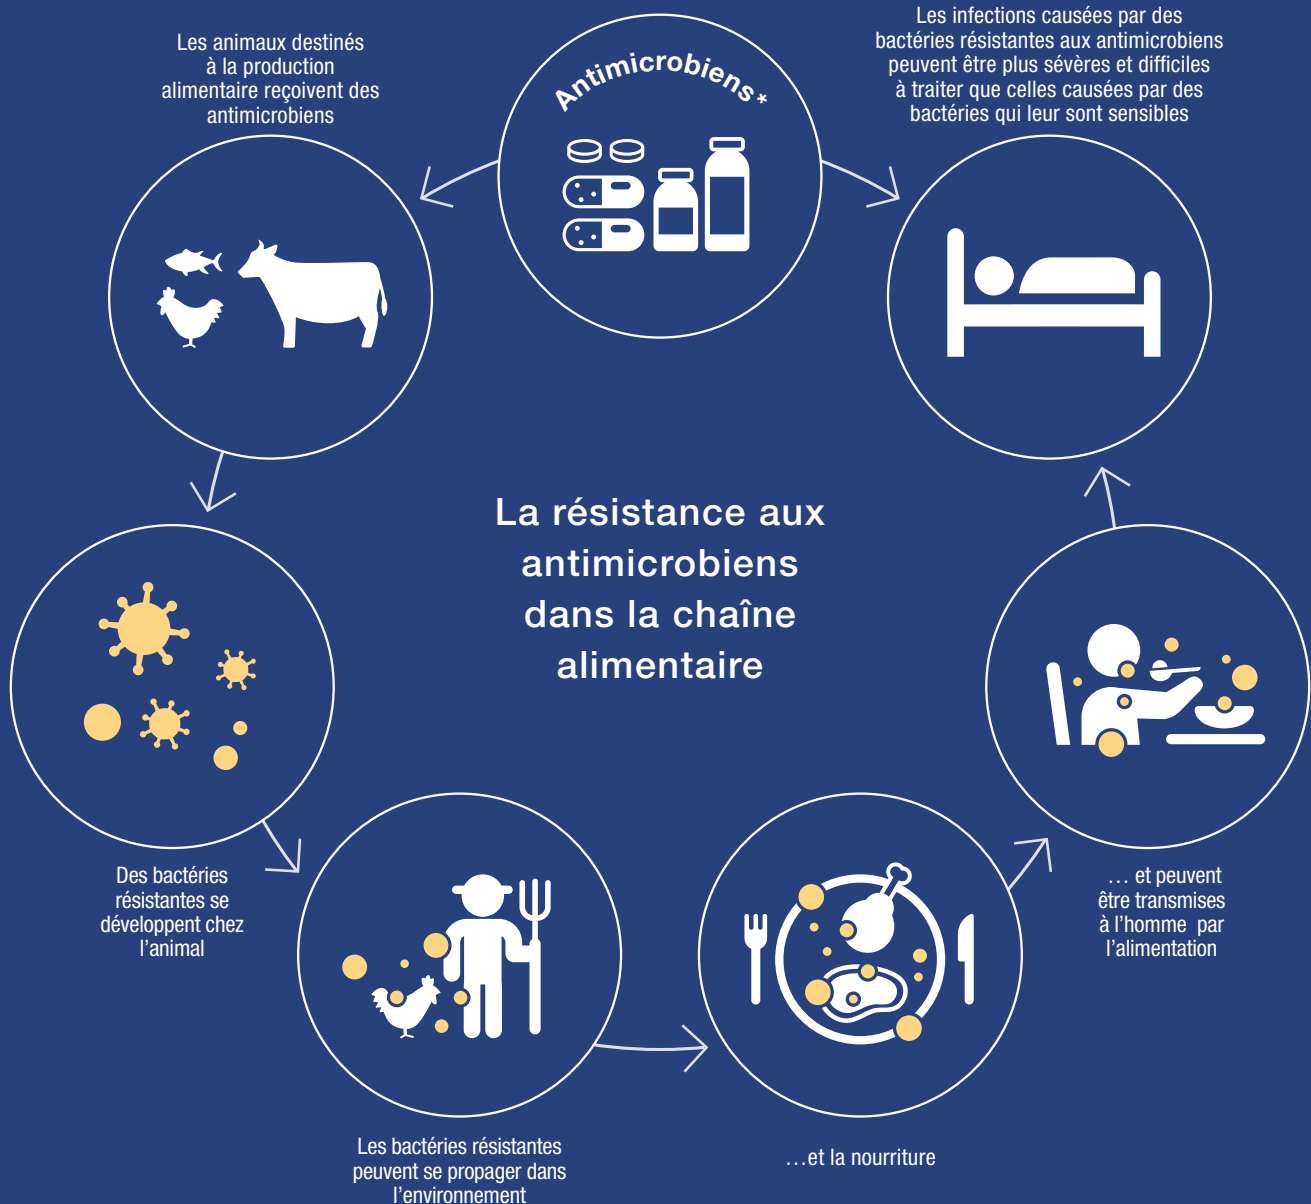 Les animaux destinés
à la production
alimentaire reçoivent des
antimicrobiens
Antimicrobiens*
Les infections causées par des
bactéries résistantes aux antimicrobiens
peuvent être plus sévères et difficiles
à traiter que celles causées par des
bactéries qui leur sont sensibles
La résistance aux
antimicrobiens
dans la chaîne
alimentaire
Des bactéries
résistantes se
développent chez
l’animal
Les bactéries résistantes
peuvent se propager dans
l’environnement
…et la nourriture
… et peuvent
être transmises
à l’homme par
l’alimentation